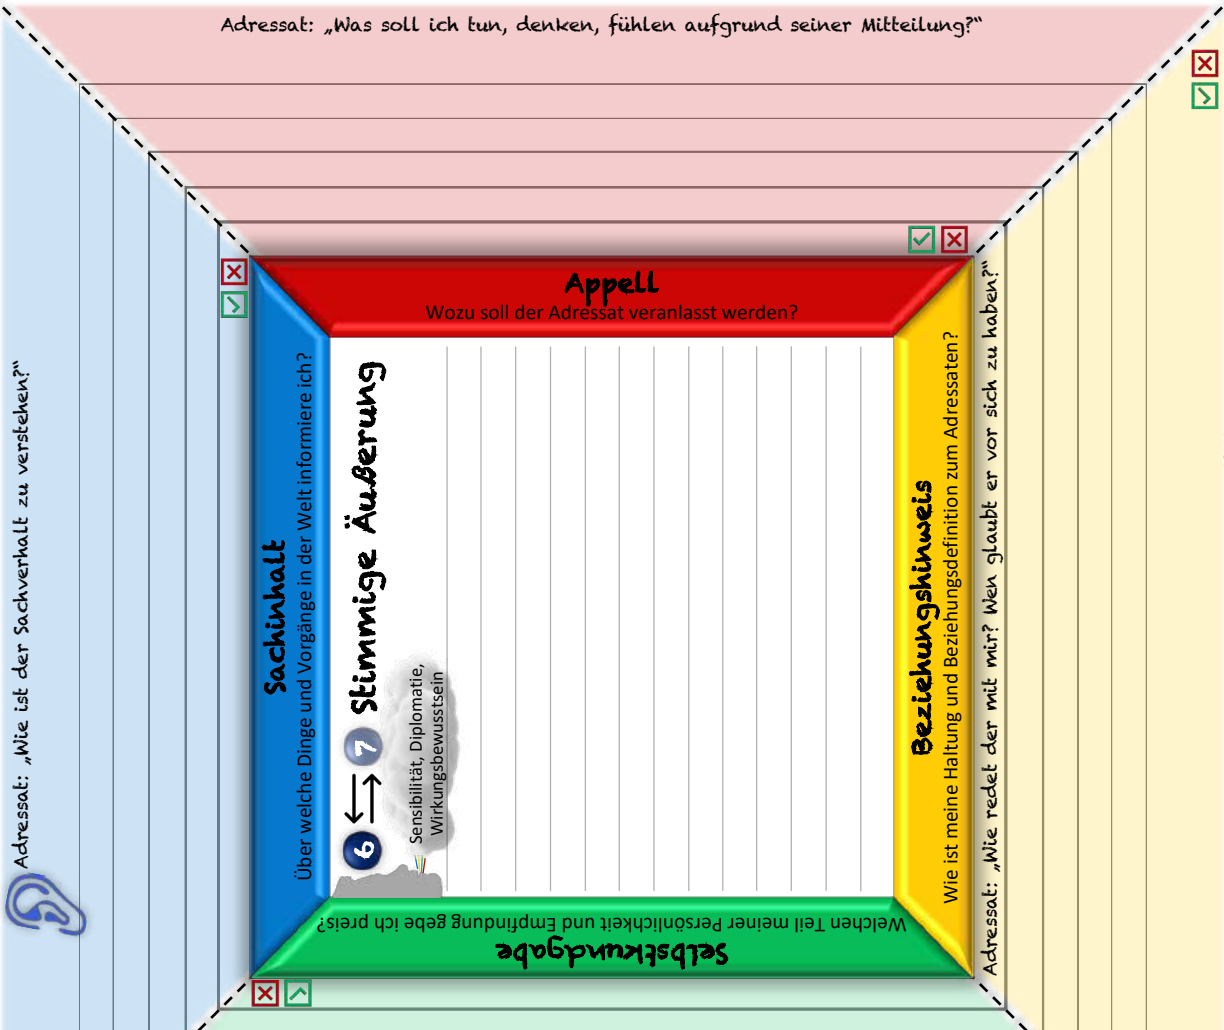 Adressat: „Was soll ich tun, denken, fühlen aufgrund seiner Mitteilung?“
Appell
Wozu soll der Adressat veranlasst werden?
Adressat: „Wie ist der Sachverhalt zu verstehen?“
Sachinhalt
Über welche Dinge und Vorgänge in der Welt informiere ich?
6 7 Stimmige Äußerung
Sensibilität, Diplomatie,
Wirkungsbewusstsein
Beziehungshinweis
Wie ist meine Haltung und Beziehungsdefinition zum Adressaten?
Adressat: „Wie redet der mit mir? Wen glaubt er vor sich zu haben?“
Selbstkundgabe
Welchen Teil meiner Persönlichkeit und Empfindung gebe ich preis?